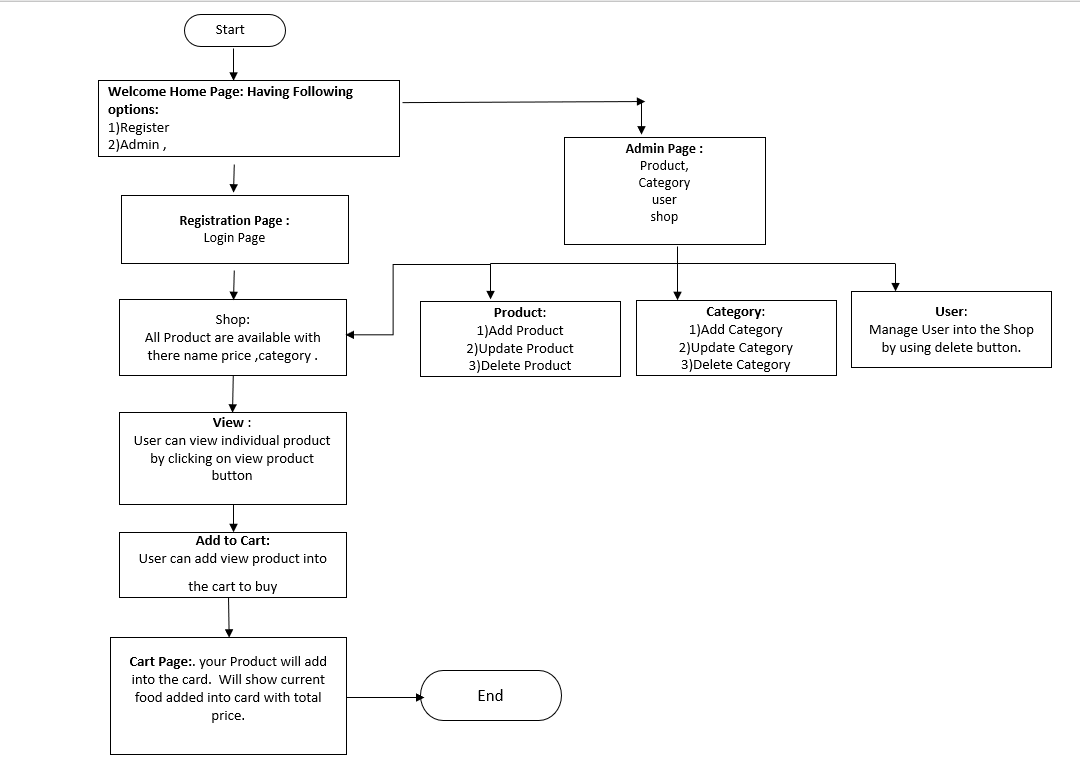 Start
Welcome Home Page: Having Following
options:
1)Register
2)Admin ,
Admin Page :
Product,
Category
user
shop
Registration Page :
Login Page
Shop:
All Product are available with
there name price ,category .
Product:
1)Add Product
2)Update Product
3)Delete Product
Category:
1)Add Category
2)Update Category
3)Delete Category
User:
Manage User into the Shop
by using delete button.
View :
User can view individual product
by clicking on view product
button
Add to Cart:
User can add view product into
the cart to buy
Cart Page:. your Product will add
into the card. Will show current
food added into card with total
price.
End